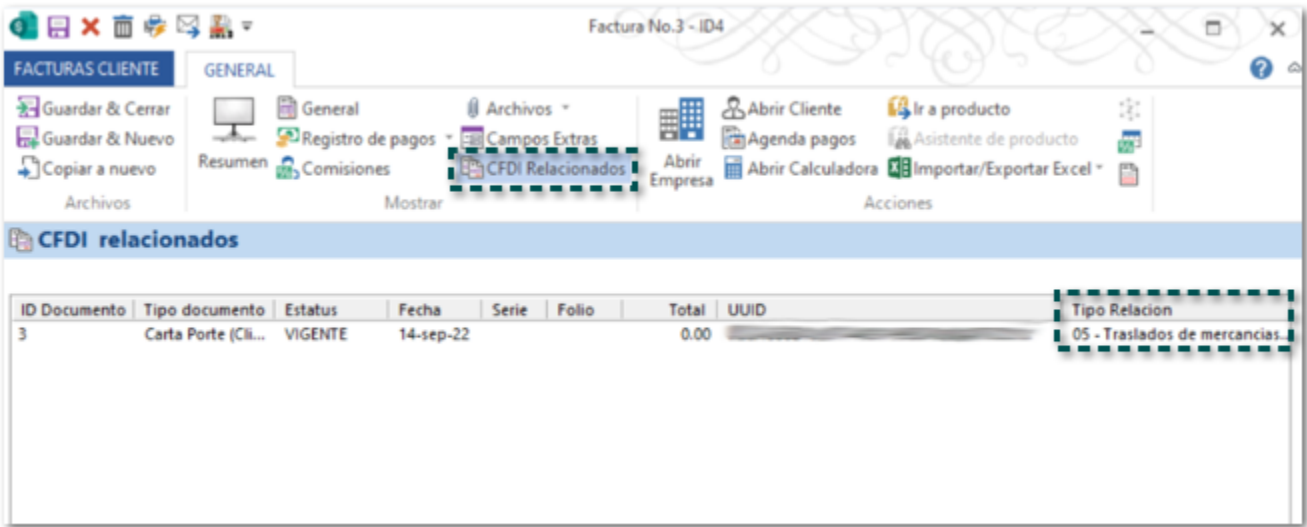 Factura No.3 - ID4
FACTURAS CLIENTE GENERAL
Guardar & Cerrar General Archivos Abrir Cliente Ir a producto
Guardar & Nuevo Registro de pagos Campos Extras Agenda pagos Asistente de producto
Copiar a nuevo Resumen Comisiones CFDI Relacionados Abrir Empresa Abrir Calculadora Importar/Exportar Excel
Archivos Mostrar Acciones
CFDI relacionados
ID Documento Tipo documento Estatus Fecha Serie Folio Total UUID Tipo Relacion
3 Carta Porte (Cli... VIGENTE 14-sep-22 0.00 05 - Traslados de mercancias...